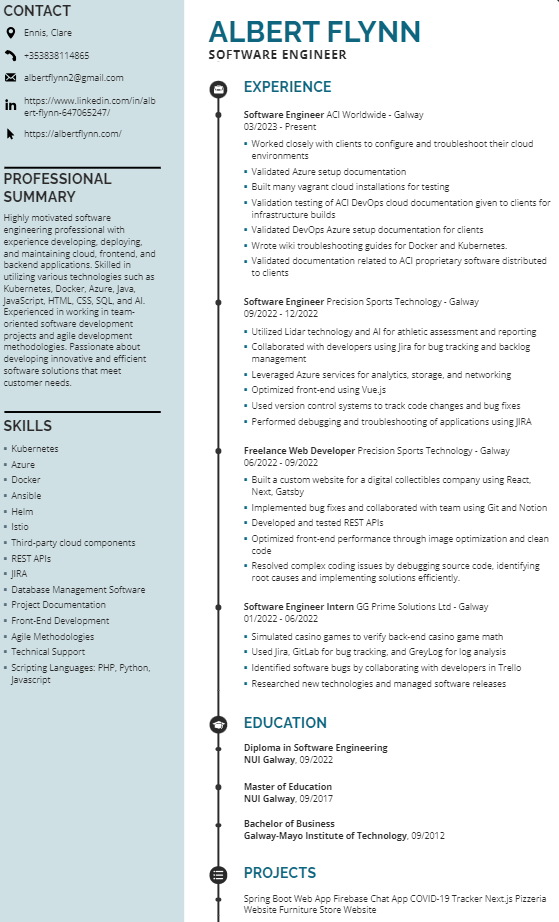 CONTACT
Ennis, Clare
+353838114865
albertflynn2@gmail.com
https://www.linkedin.com/in/alb
ert-flynn-647065247/
https://albertflynn.com/
PROFESSIONAL
SUMMARY
Highly motivated software
engineering professional with
experience developing, deploying,
and maintaining cloud, frontend, and
backend applications. Skilled in
utilizing various technologies such as
Kubernetes, Docker, Azure, Java,
JavaScript, HTML, CSS, SQL, and AI.
Experienced in working in team-
oriented software development
projects and agile development
methodologies. Passionate about
developing innovative and efficient
software solutions that meet
customer needs.
SKILLS
Kubernetes
Azure
Docker
Ansible
Helm
Istio
Third-party cloud components
REST APIs
JIRA
Database Management Software
Project Documentation
Front-End Development
Agile Methodologies
Technical Support
Scripting Languages: PHP, Python,
Javascript
ALBERT FLYNN
SOFTWARE ENGINEER
EXPERIENCE
Software Engineer ACI Worldwide - Galway
03/2023 - Present
Worked closely with clients to configure and troubleshoot their cloud
environments
Validated Azure setup documentation
Built many vagrant cloud installations for testing
Validation testing of ACI DevOps cloud documentation given to clients for
infrastructure builds
Validated DevOps Azure setup documentation for clients
Wrote wiki troubleshooting guides for Docker and Kubernetes.
Validated documentation related to ACI proprietary software distributed
to clients
Software Engineer Precision Sports Technology - Galway
09/2022 - 12/2022
Utilized Lidar technology and AI for athletic assessment and reporting
Collaborated with developers using Jira for bug tracking and backlog
management
Leveraged Azure services for analytics, storage, and networking
Optimized front-end using Vue.js
Used version control systems to track code changes and bug fixes
Performed debugging and troubleshooting of applications using JIRA
Freelance Web Developer Precision Sports Technology - Galway
06/2022 - 09/2022
Built a custom website for a digital collectibles company using React,
Next, Gatsby
Implemented bug fixes and collaborated with team using Git and Notion
Developed and tested REST APIs
Optimized front-end performance through image optimization and clean
code
Resolved complex coding issues by debugging source code, identifying
root causes and implementing solutions efficiently.
Software Engineer Intern GG Prime Solutions Ltd - Galway
01/2022 - 06/2022
Simulated casino games to verify back-end casino game math
Used Jira, GitLab for bug tracking, and GreyLog for log analysis
Identified software bugs by collaborating with developers in Trello
Researched new technologies and managed software releases
EDUCATION
Diploma in Software Engineering
NUI Galway, 09/2022
Master of Education
NUI Galway, 09/2017
Bachelor of Business
Galway-Mayo Institute of Technology, 09/2012
PROJECTS
Spring Boot Web App Firebase Chat App COVID-19 Tracker Next.js Pizzeria
Website Furniture Store Website